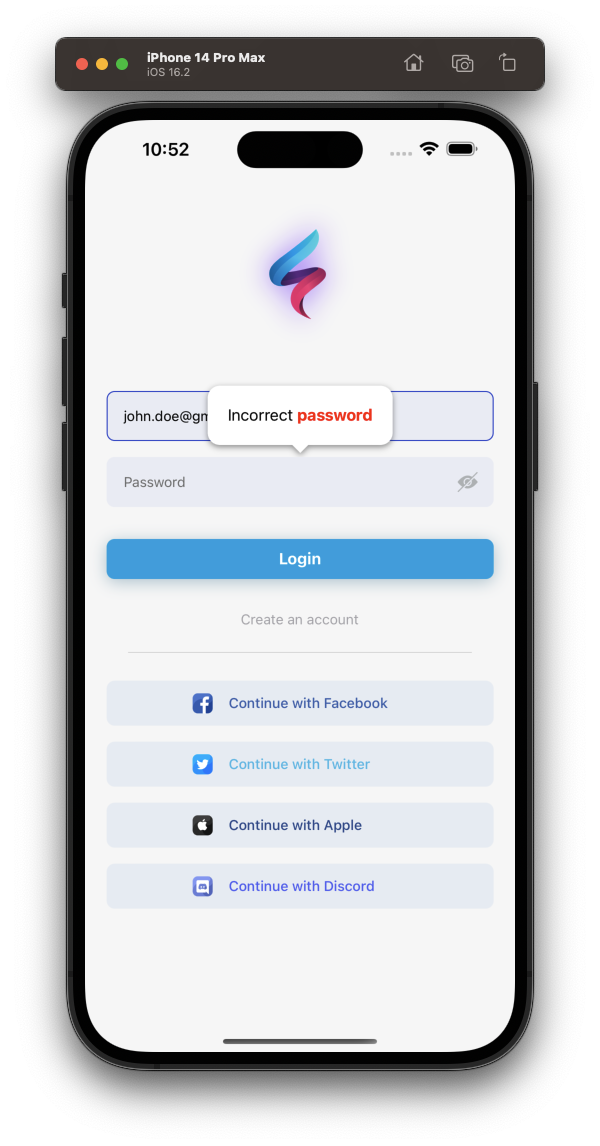 iPhone 14 Pro Max
iOS 16.2
10:52
john.doe@gm
Incorrect password
Password
Login
Create an account
Continue with Facebook
Continue with Twitter
Continue with Apple
Continue with Discord